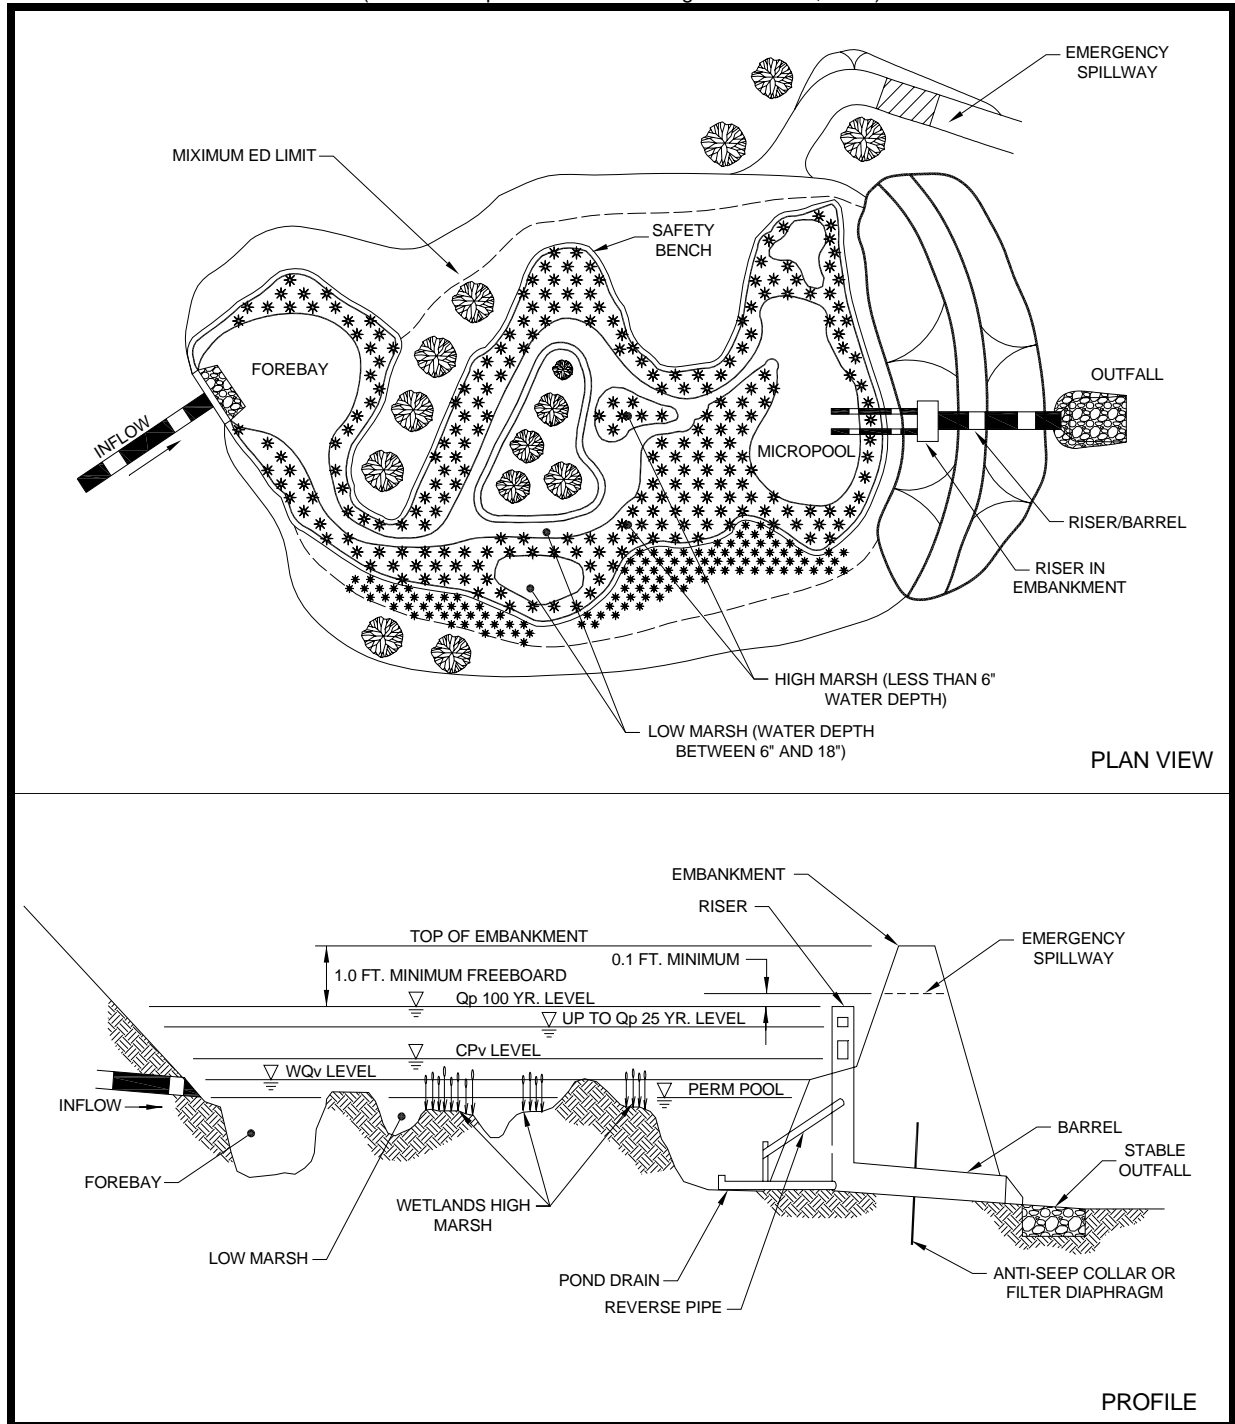 EMERGENCY
SPILLWAY
MIXIMUM ED LIMIT
SAFETY
BENCH
FOREBAY
OUTFALL
INFLOW
MICROPOOL
RISER/BARREL
RISER IN
EMBANKMENT
HIGH MARSH (LESS THAN 6"
WATER DEPTH)
LOW MARSH (WATER DEPTH
BETWEEN 6" AND 18")
PLAN VIEW
EMBANKMENT
RISER
TOP OF EMBANKMENT
EMERGENCY
SPILLWAY
0.1 FT. MINIMUM
1.0 FT. MINIMUM FREEBOARD
Qp 100 YR. LEVEL
UP TO Qp 25 YR. LEVEL
CPv LEVEL
WQv LEVEL
PERM POOL
INFLOW
BARREL
STABLE
OUTFALL
FOREBAY
WETLANDS HIGH
MARSH
LOW MARSH
POND DRAIN
REVERSE PIPE
ANTI-SEEP COLLAR OR
FILTER DIAPHRAGM
PROFILE